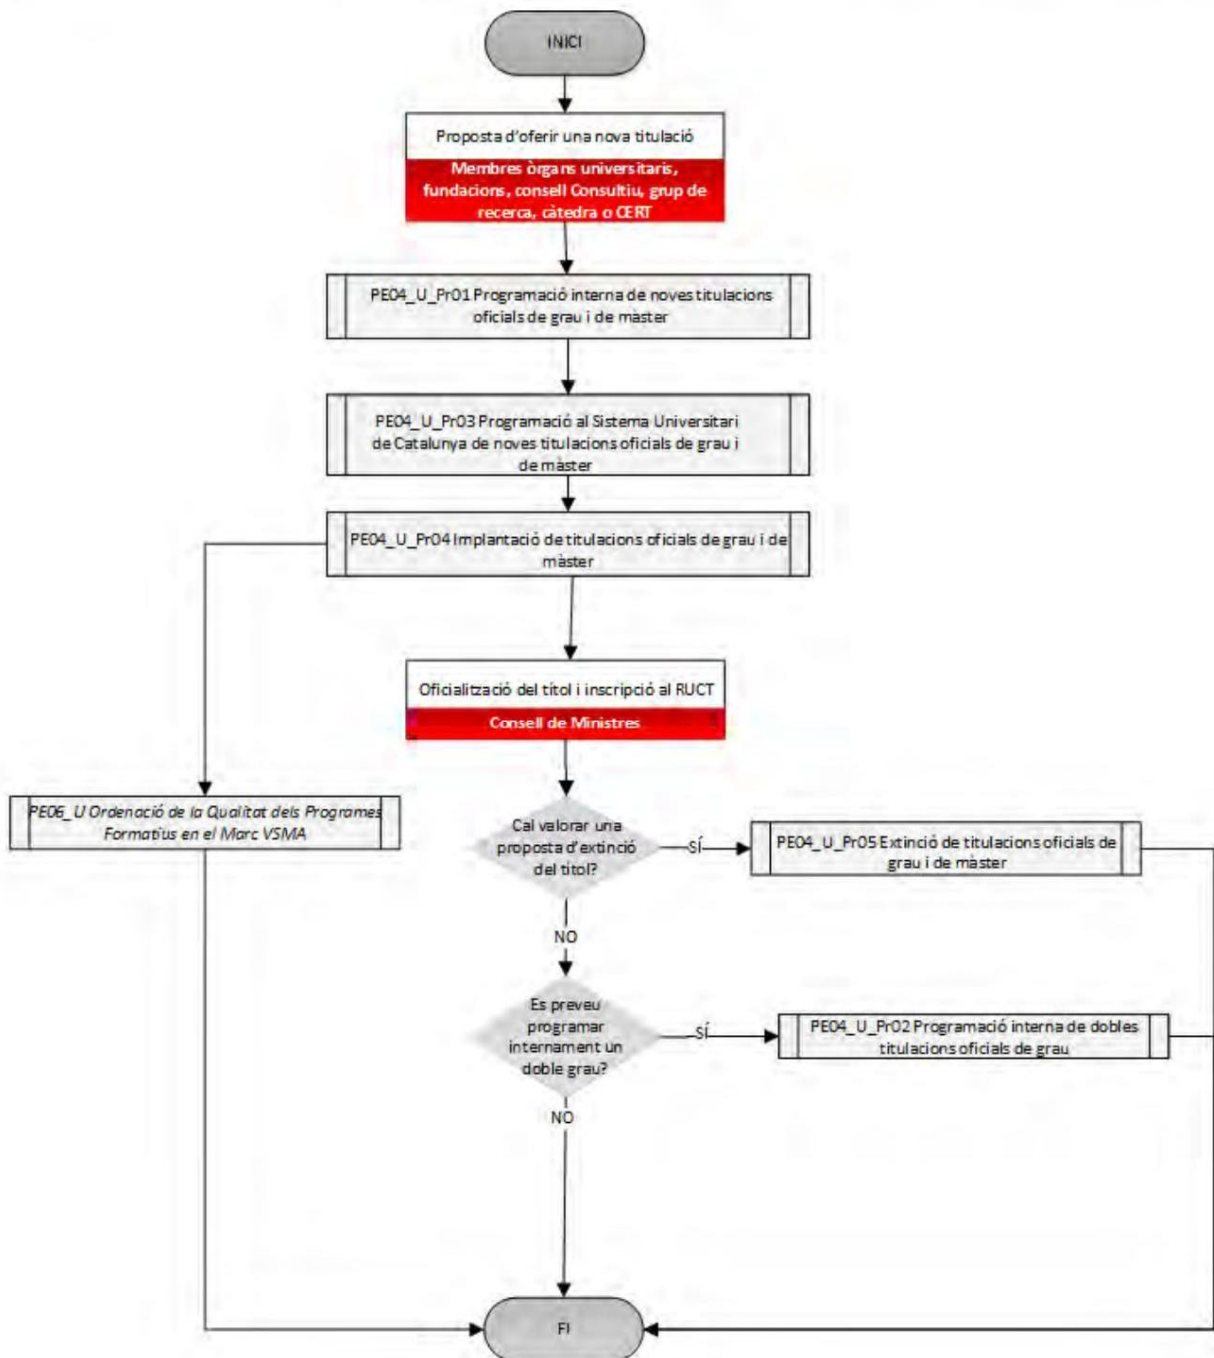 INICI
Proposta d'oferir una nova titulació
Membres òrgans universitaris,
fundacions, consell Consultiu, grup de
recerca, càtedra o CERT
PE04_U_Pr01 Programació interna de noves titulacions
oficials de grau i de màster
PE04_U_Pr03 Programació al Sistema Universitari
de Catalunya de noves titulacions oficials de grau i
de màster
PE04_U_Pr04 Implantació de titulacions oficials de grau i de
màster
Oficialització del títol i inscripció al RUCT
Consell de Ministres
PE06_U Ordenació de la Qualitat dels Programes
Formatius en el Marc VSMA
Cal valorar una
proposta d'extinció
del títol?
SÍ
PE04_U_Pr05 Extinció de titulacions oficials de
grau i de màster
NO
Es preveu
programar
internament un
doble grau?
SÍ
PE04_U_Pr02 Programació interna de dobles
titulacions oficials de grau
NO
FI